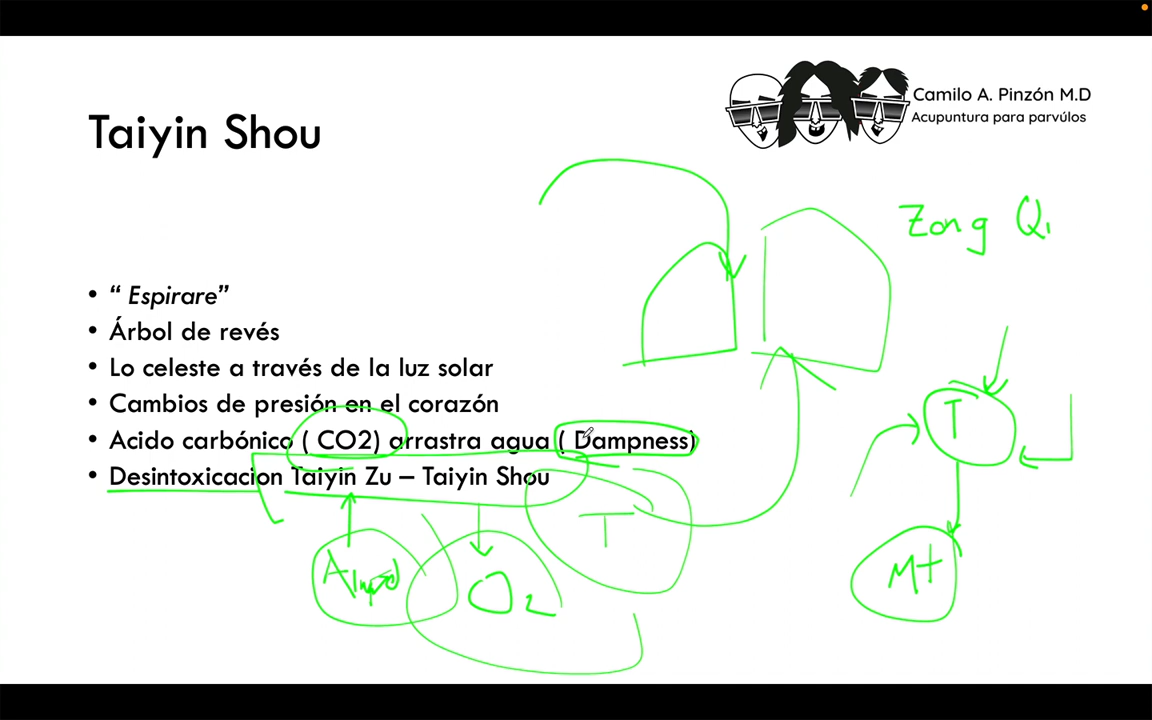 Camilo A. Pinzón M.D
Acupuntura para parvúlos
Taiyin Shou
Zong Qi
• “ Espirare”
• Árbol de revés
• Lo celeste a través de la luz solar
• Cambios de presión en el corazón
• Acido carbónico ( CO2) arrastra agua ( Dampness)
• Desintoxicacion Taiyin Zu – Taiyin Shou
T
T
O2
Mt